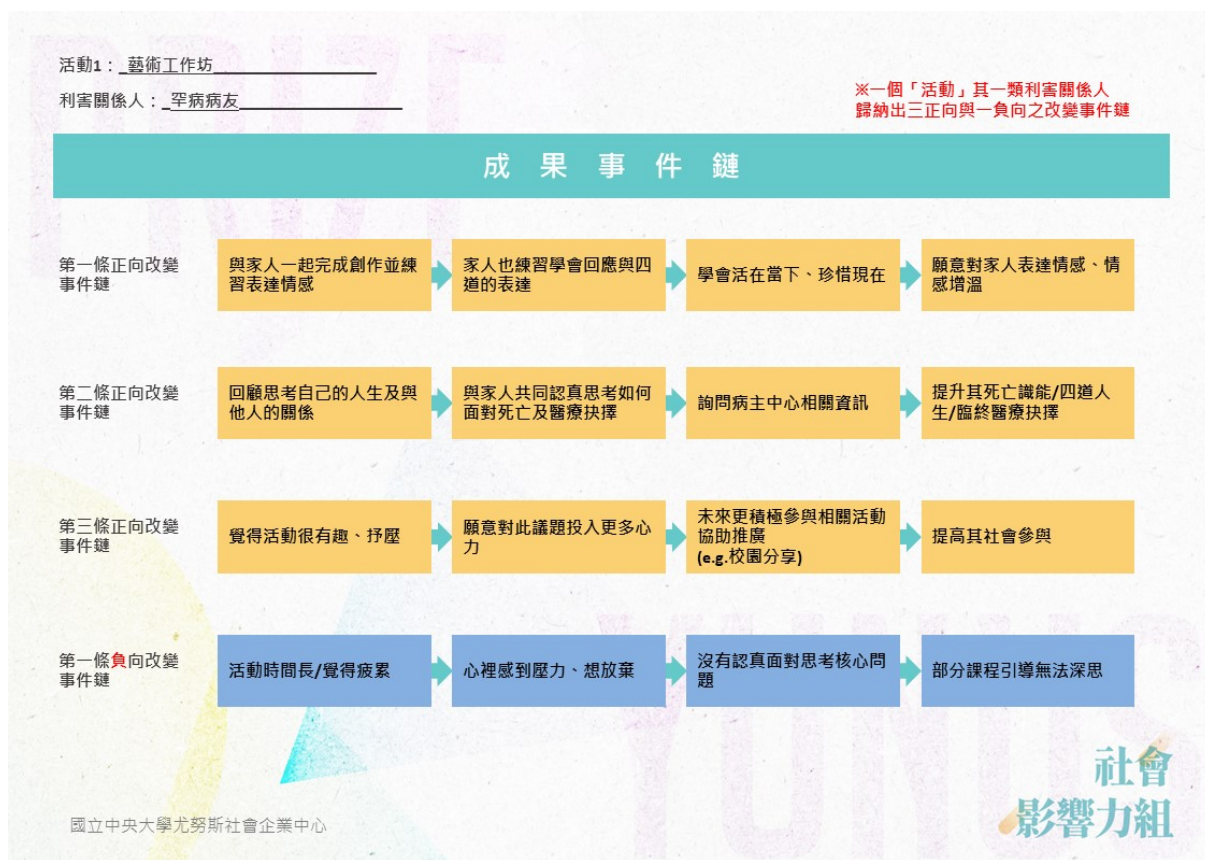 活動1：_藝術工作坊_
利害關係人：_罕病病友_
※一個「活動」其一類利害關係人
歸納出三正向與一負向之改變事件鏈
成果事件鏈
第一條正向改變
事件鏈
與家人一起完成創作並練
習表達情感
家人也練習學會回應與四
道的表達
學會活在當下、珍惜現在
願意對家人表達情感、情
感增溫
第二條正向改變
事件鏈
回顧思考自己的人生及與
他人的關係
與家人共同認真思考如何
面對死亡及醫療抉擇
詢問病主中心相關資訊
提升其死亡識能/四道人
生/臨終醫療抉擇
第三條正向改變
事件鏈
覺得活動很有趣、抒壓
願意對此議題投入更多心
力
未來更積極參與相關活動
協助推廣
(e.g.校園分享)
提高其社會參與
第一條負向改變
事件鏈
活動時間長/覺得疲累
心裡感到壓力、想放棄
沒有認真面對思考核心問
題
部分課程引導無法深思
社會
影響力組
國立中央大學尤努斯社會企業中心
PRIZE
YUNUS